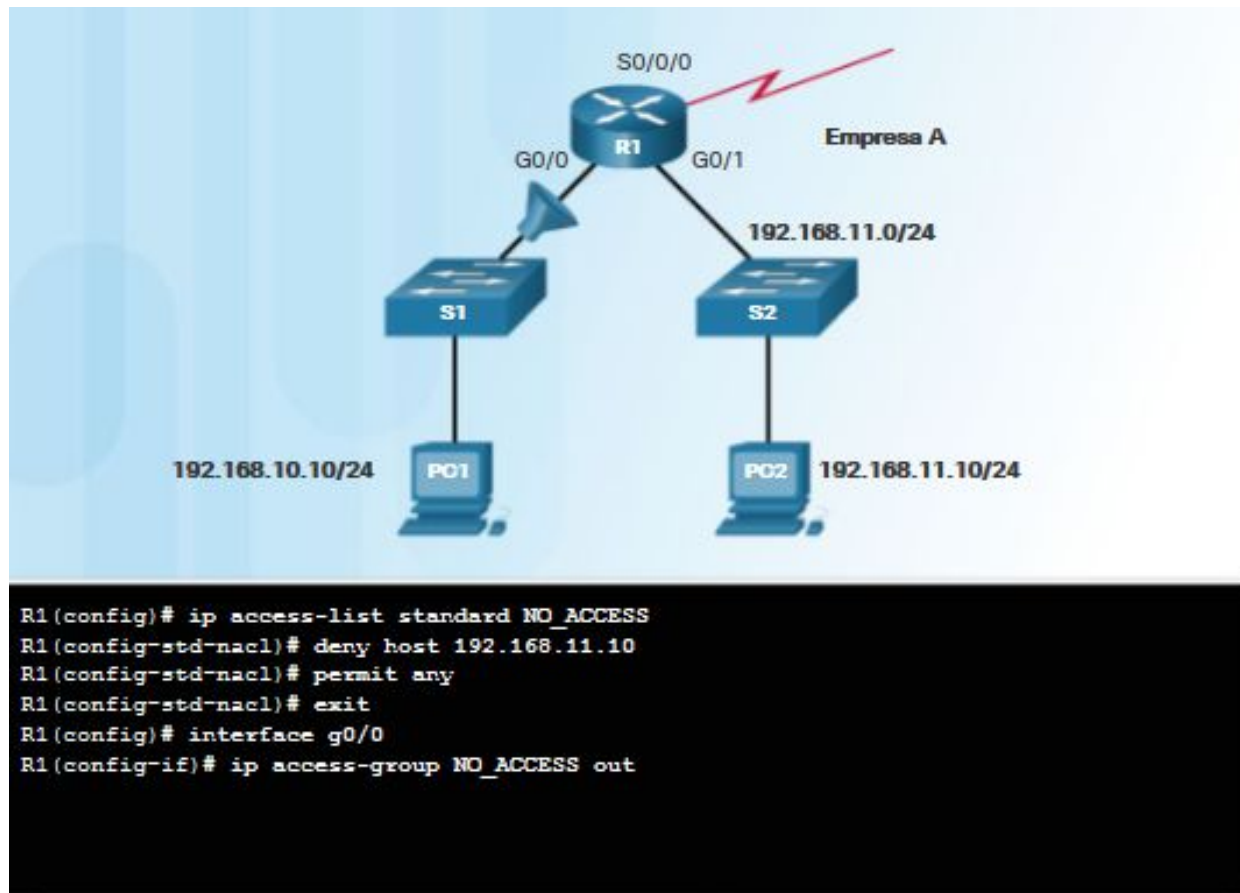 S0/0/0
Empresa A
G0/0
R1
G0/1
192.168.11.0/24
S1
S2
192.168.10.10/24
PC1
PC2
192.168.11.10/24
R1(config)# ip access-list standard NO_ACCESS
R1(config-std-nacl)# deny host 192.168.11.10
R1(config-std-nacl)# permit any
R1(config-std-nacl)# exit
R1(config)# interface g0/0
R1(config-if)# ip access-group NO_ACCESS out